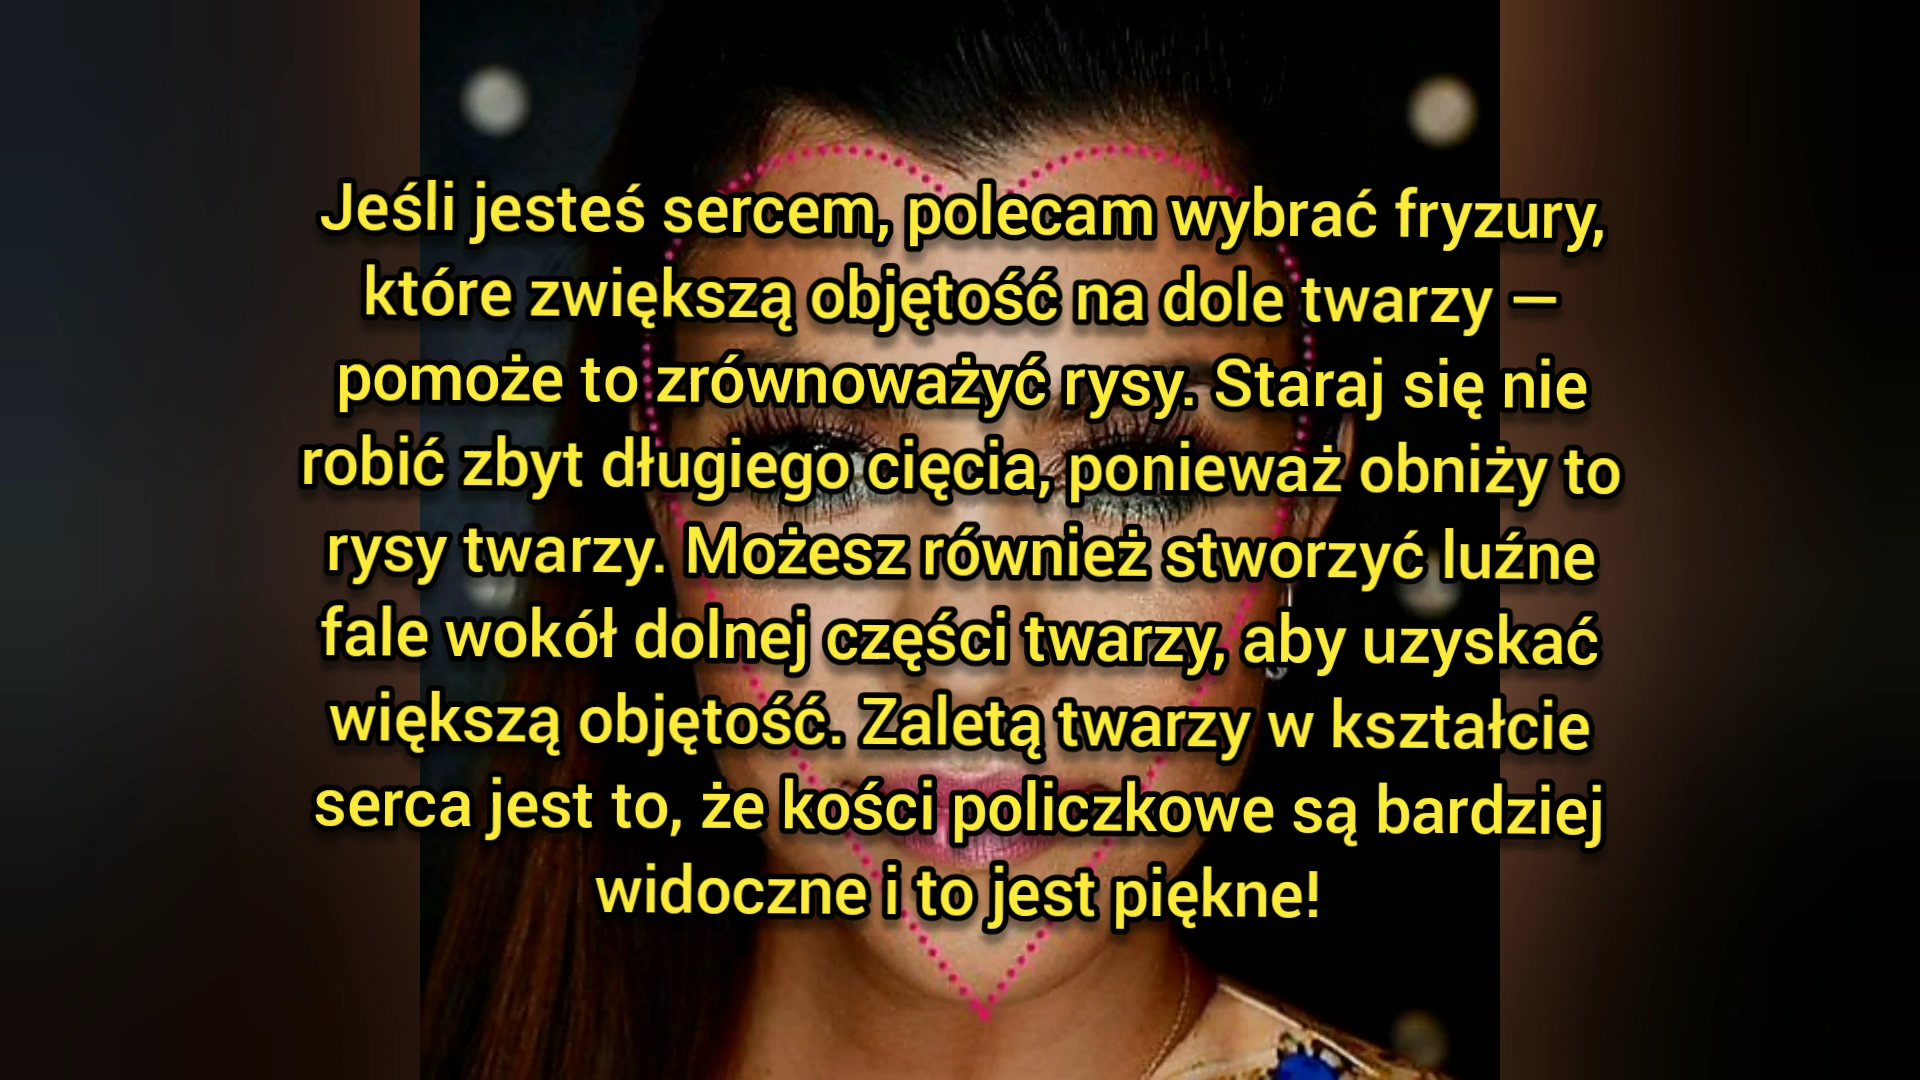 Jeśli jesteś sercem, polecam wybrać fryzury,
które zwiększą objętość na dole twarzy —
pomoże to zrównoważyć rysy. Staraj się nie
robić zbyt długiego cięcia, ponieważ obniży to
rysy twarzy. Możesz również stworzyć luźne
fale wokół dolnej części twarzy, aby uzyskać
większą objętość. Zaletą twarzy w kształcie
serca jest to, że kości policzkowe są bardziej
widoczne i to jest piękne!